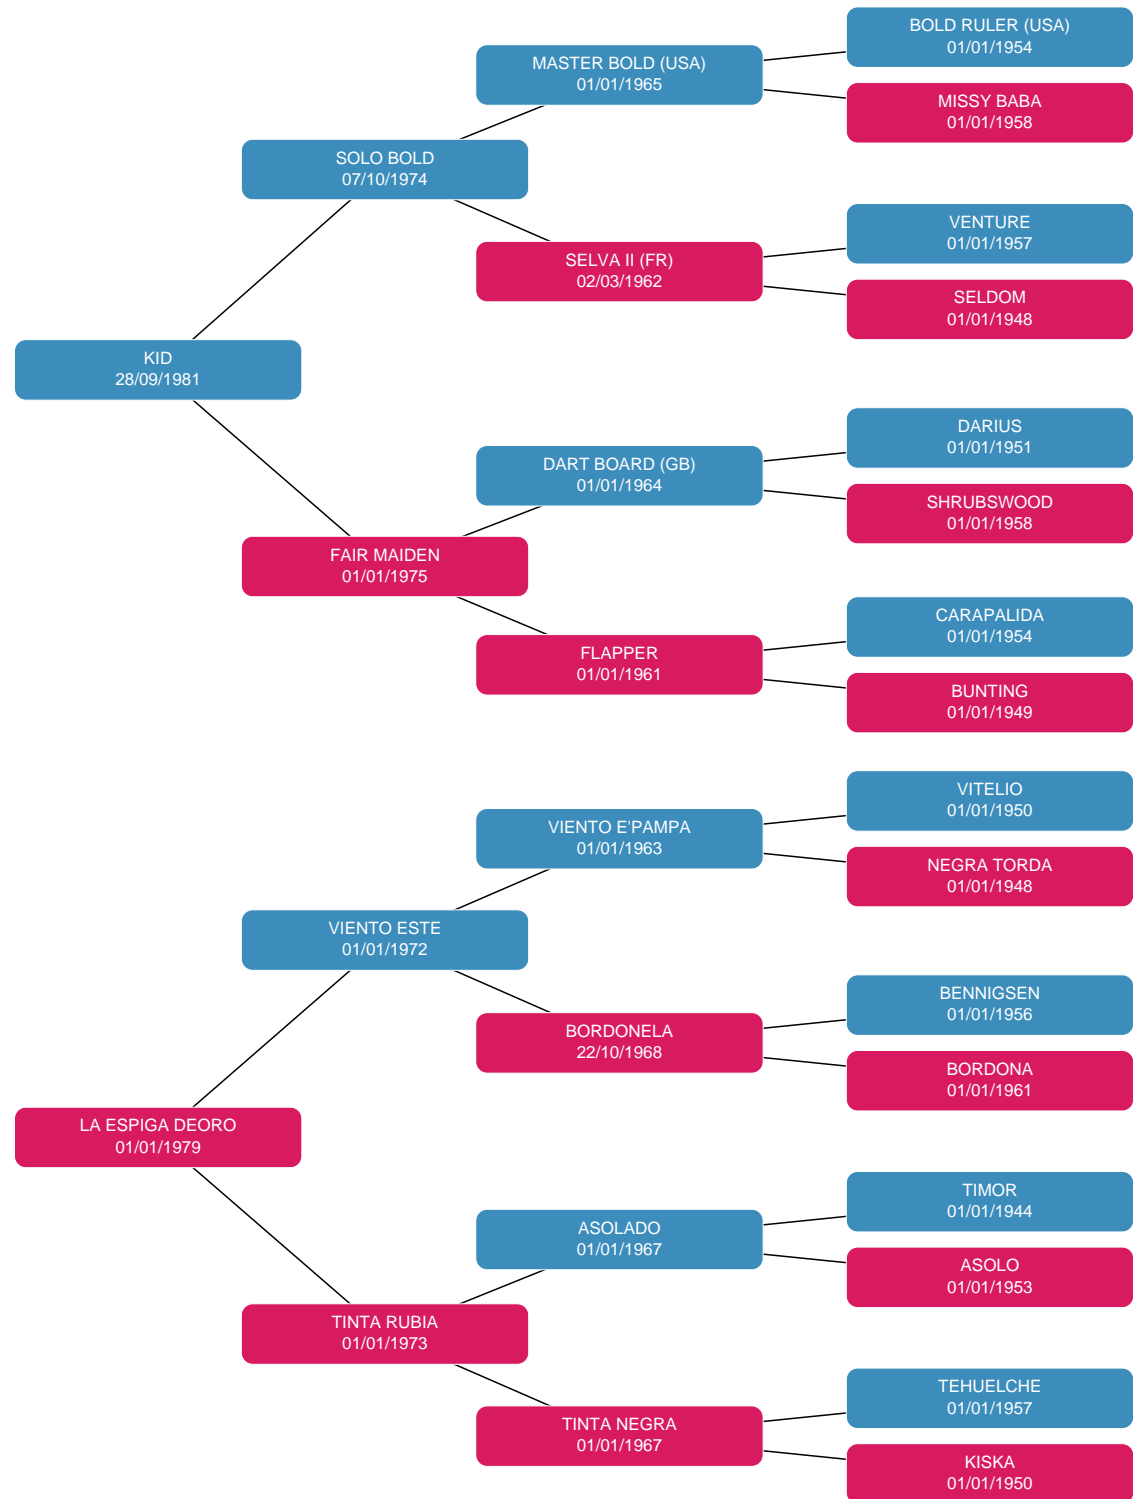 BOLD RULER (USA)
01/01/1954
MASTER BOLD (USA)
01/01/1965
MISSY BABA
01/01/1958
SOLO BOLD
07/10/1974
VENTURE
01/01/1957
SELVA II (FR)
02/03/1962
SELDOM
01/01/1948
KID
28/09/1981
DARIUS
01/01/1951
DART BOARD (GB)
01/01/1964
SHRUBSWOOD
01/01/1958
FAIR MAIDEN
01/01/1975
CARAPALIDA
01/01/1954
FLAPPER
01/01/1961
BUNTING
01/01/1949
VITELIO
01/01/1950
VIENTO E'PAMPA
01/01/1963
NEGRA TORDA
01/01/1948
VIENTO ESTE
01/01/1972
BENNIGSEN
01/01/1956
BORDONELA
22/10/1968
BORDONA
01/01/1961
LA ESPIGA DEORO
01/01/1979
TIMOR
01/01/1944
ASOLADO
01/01/1967
ASOLO
01/01/1953
TINTA RUBIA
01/01/1973
TEHUELCHE
01/01/1957
TINTA NEGRA
01/01/1967
KISKA
01/01/1950